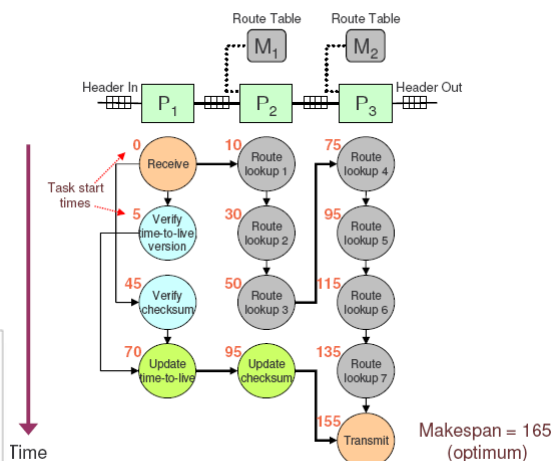 Route Table Route Table
M1 M2
Header In P1 P2 P3 Header Out
0 10 75
Receive Route lookup 1 Route lookup 4
Task start times
5 30 95
Verify time-to-live, version Route lookup 2 Route lookup 5
45 50 115
Verify checksum Route lookup 3 Route lookup 6
70 95 135
Update time-to-live Update checksum Route lookup 7
155
Transmit
Makespan = 165
(optimum)
Time